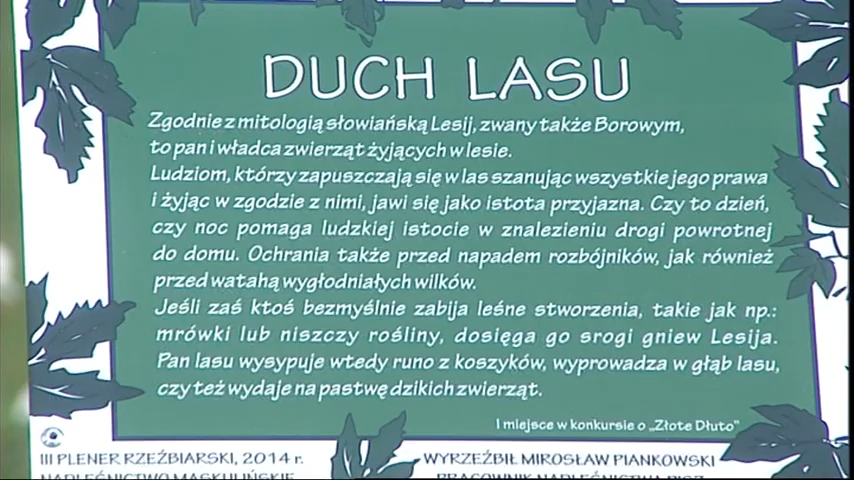 DUCH LASU
Zgodnie z mitologią słowiańską Lesij, zwany także Borowym,
to pan i władca zwierząt żyjących w lesie.
Ludziom, którzy zapuszczają się w las szanując wszystkie jego prawa
i żyjąc w zgodzie z nimi, jawi się jako istota przyjazna. Czy to dzień,
czy noc pomaga ludzkiej istocie w znalezieniu drogi powrotnej
do domu. Ochrania także przed napadem rozbójników, jak również
przed watahą wygłodniałych wilków.
Jeśli zaś ktoś bezmyślnie zabija leśne stworzenia, takie jak np.:
mrówki lub niszczy rośliny, dosięga go srogi gniew Lesija.
Pan lasu wysypuje wtedy runo z koszyków, wyprowadza w głąb lasu,
czy też wydaje na pastwę dzikich zwierząt.
I miejsce w konkursie o „Złote Dłuto"
III PLENER RZEŹBIARSKI, 2014 r.
WYRZEŹBIŁ MIROSŁAW PIANKOWSKI
NADLEŚNICTWO MASKULIŃSKIE
PRACOWNIK NADLEŚNICTWA PISZ